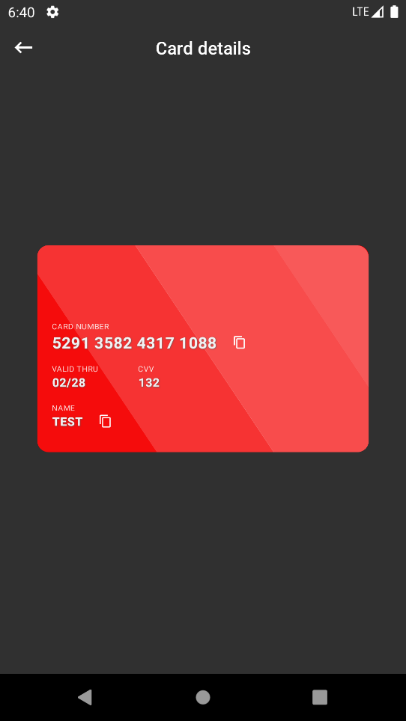 6:40 LTE
Card details
CARD NUMBER
5291 3582 4317 1088
VALID THRU CVV
02/28 132
NAME
TEST